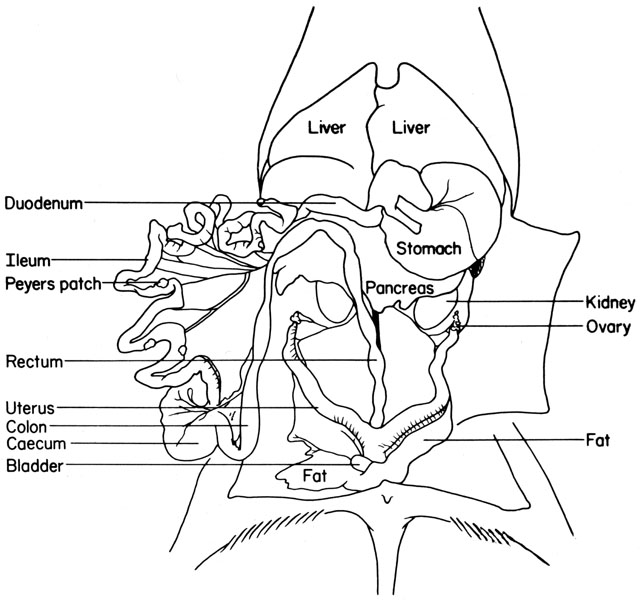 Liver
Liver
Duodenum
Stomach
Ileum
Peyers patch
Pancreas
Kidney
Ovary
Rectum
Uterus
Colon
Caecum
Fat
Bladder
Fat